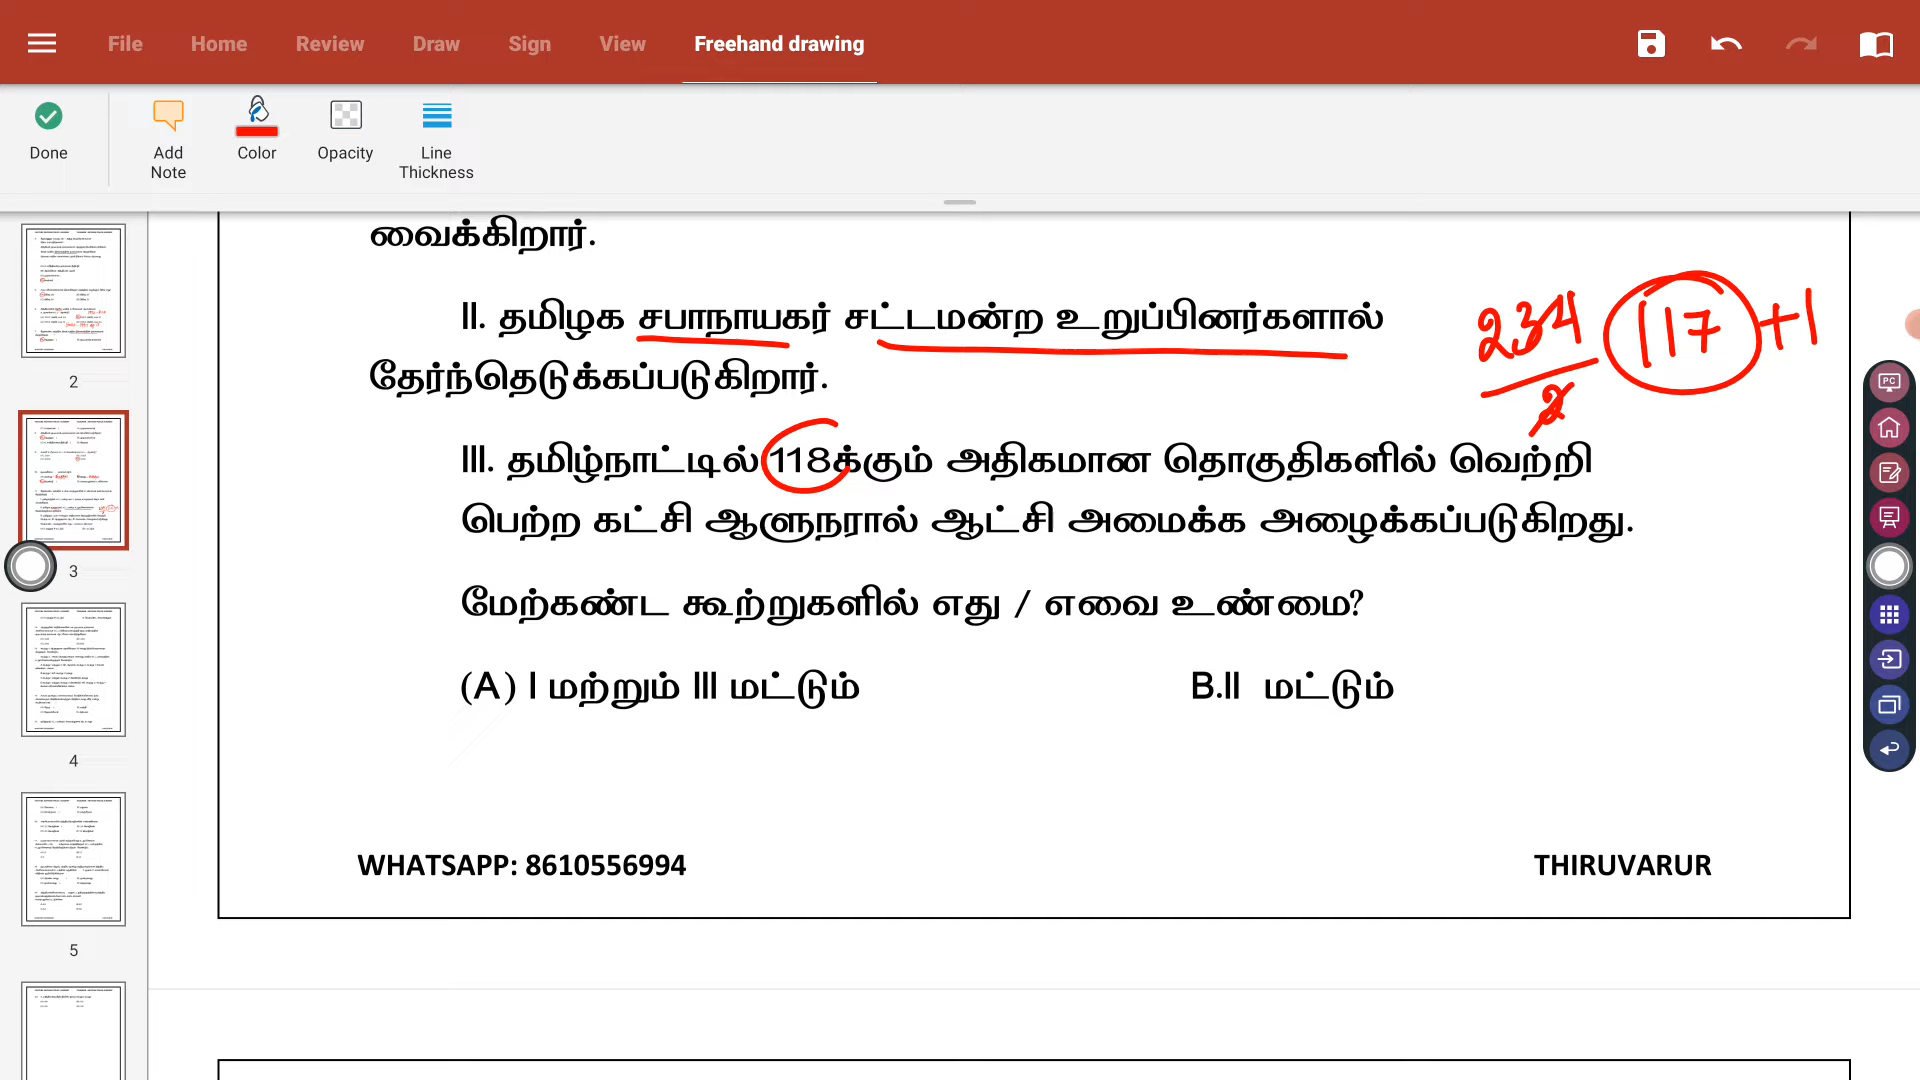 File Home Review Draw Sign View Freehand drawing
Done
Add Note
Color
Opacity
Line Thickness
வைக்கிறார்.
II. தமிழக சபாநாயகர் சட்டமன்ற உறுப்பினர்களால்
தேர்ந்தெடுக்கப்படுகிறார்.
234
2
117 +1
III. தமிழ்நாட்டில் 118க்கும் அதிகமான தொகுதிகளில் வெற்றி
பெற்ற கட்சி ஆளுநரால் ஆட்சி அமைக்க அழைக்கப்படுகிறது.
மேற்கண்ட கூற்றுகளில் எது / எவை உண்மை?
(A) I மற்றும் III மட்டும் B.II மட்டும்
WHATSAPP: 8610556994 THIRUVARUR
2
3
4
5
PC